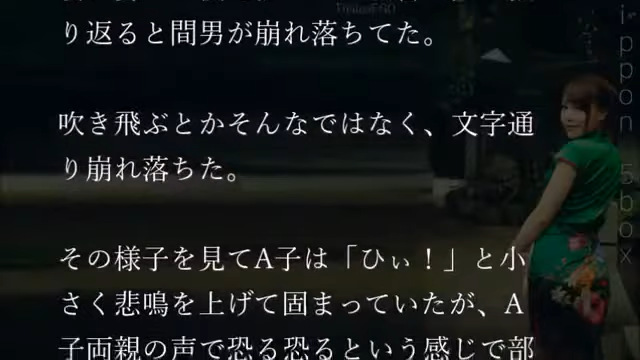 り返ると間男が崩れ落ちてた。
吹き飛ぶとかそんなではなく、文字通
り崩れ落ちた。
その様子を見てA子は「ひぃ！」と小
さく悲鳴を上げて固まっていたが、A
子両親の声で恐る恐るという感じで部
ippon 5box